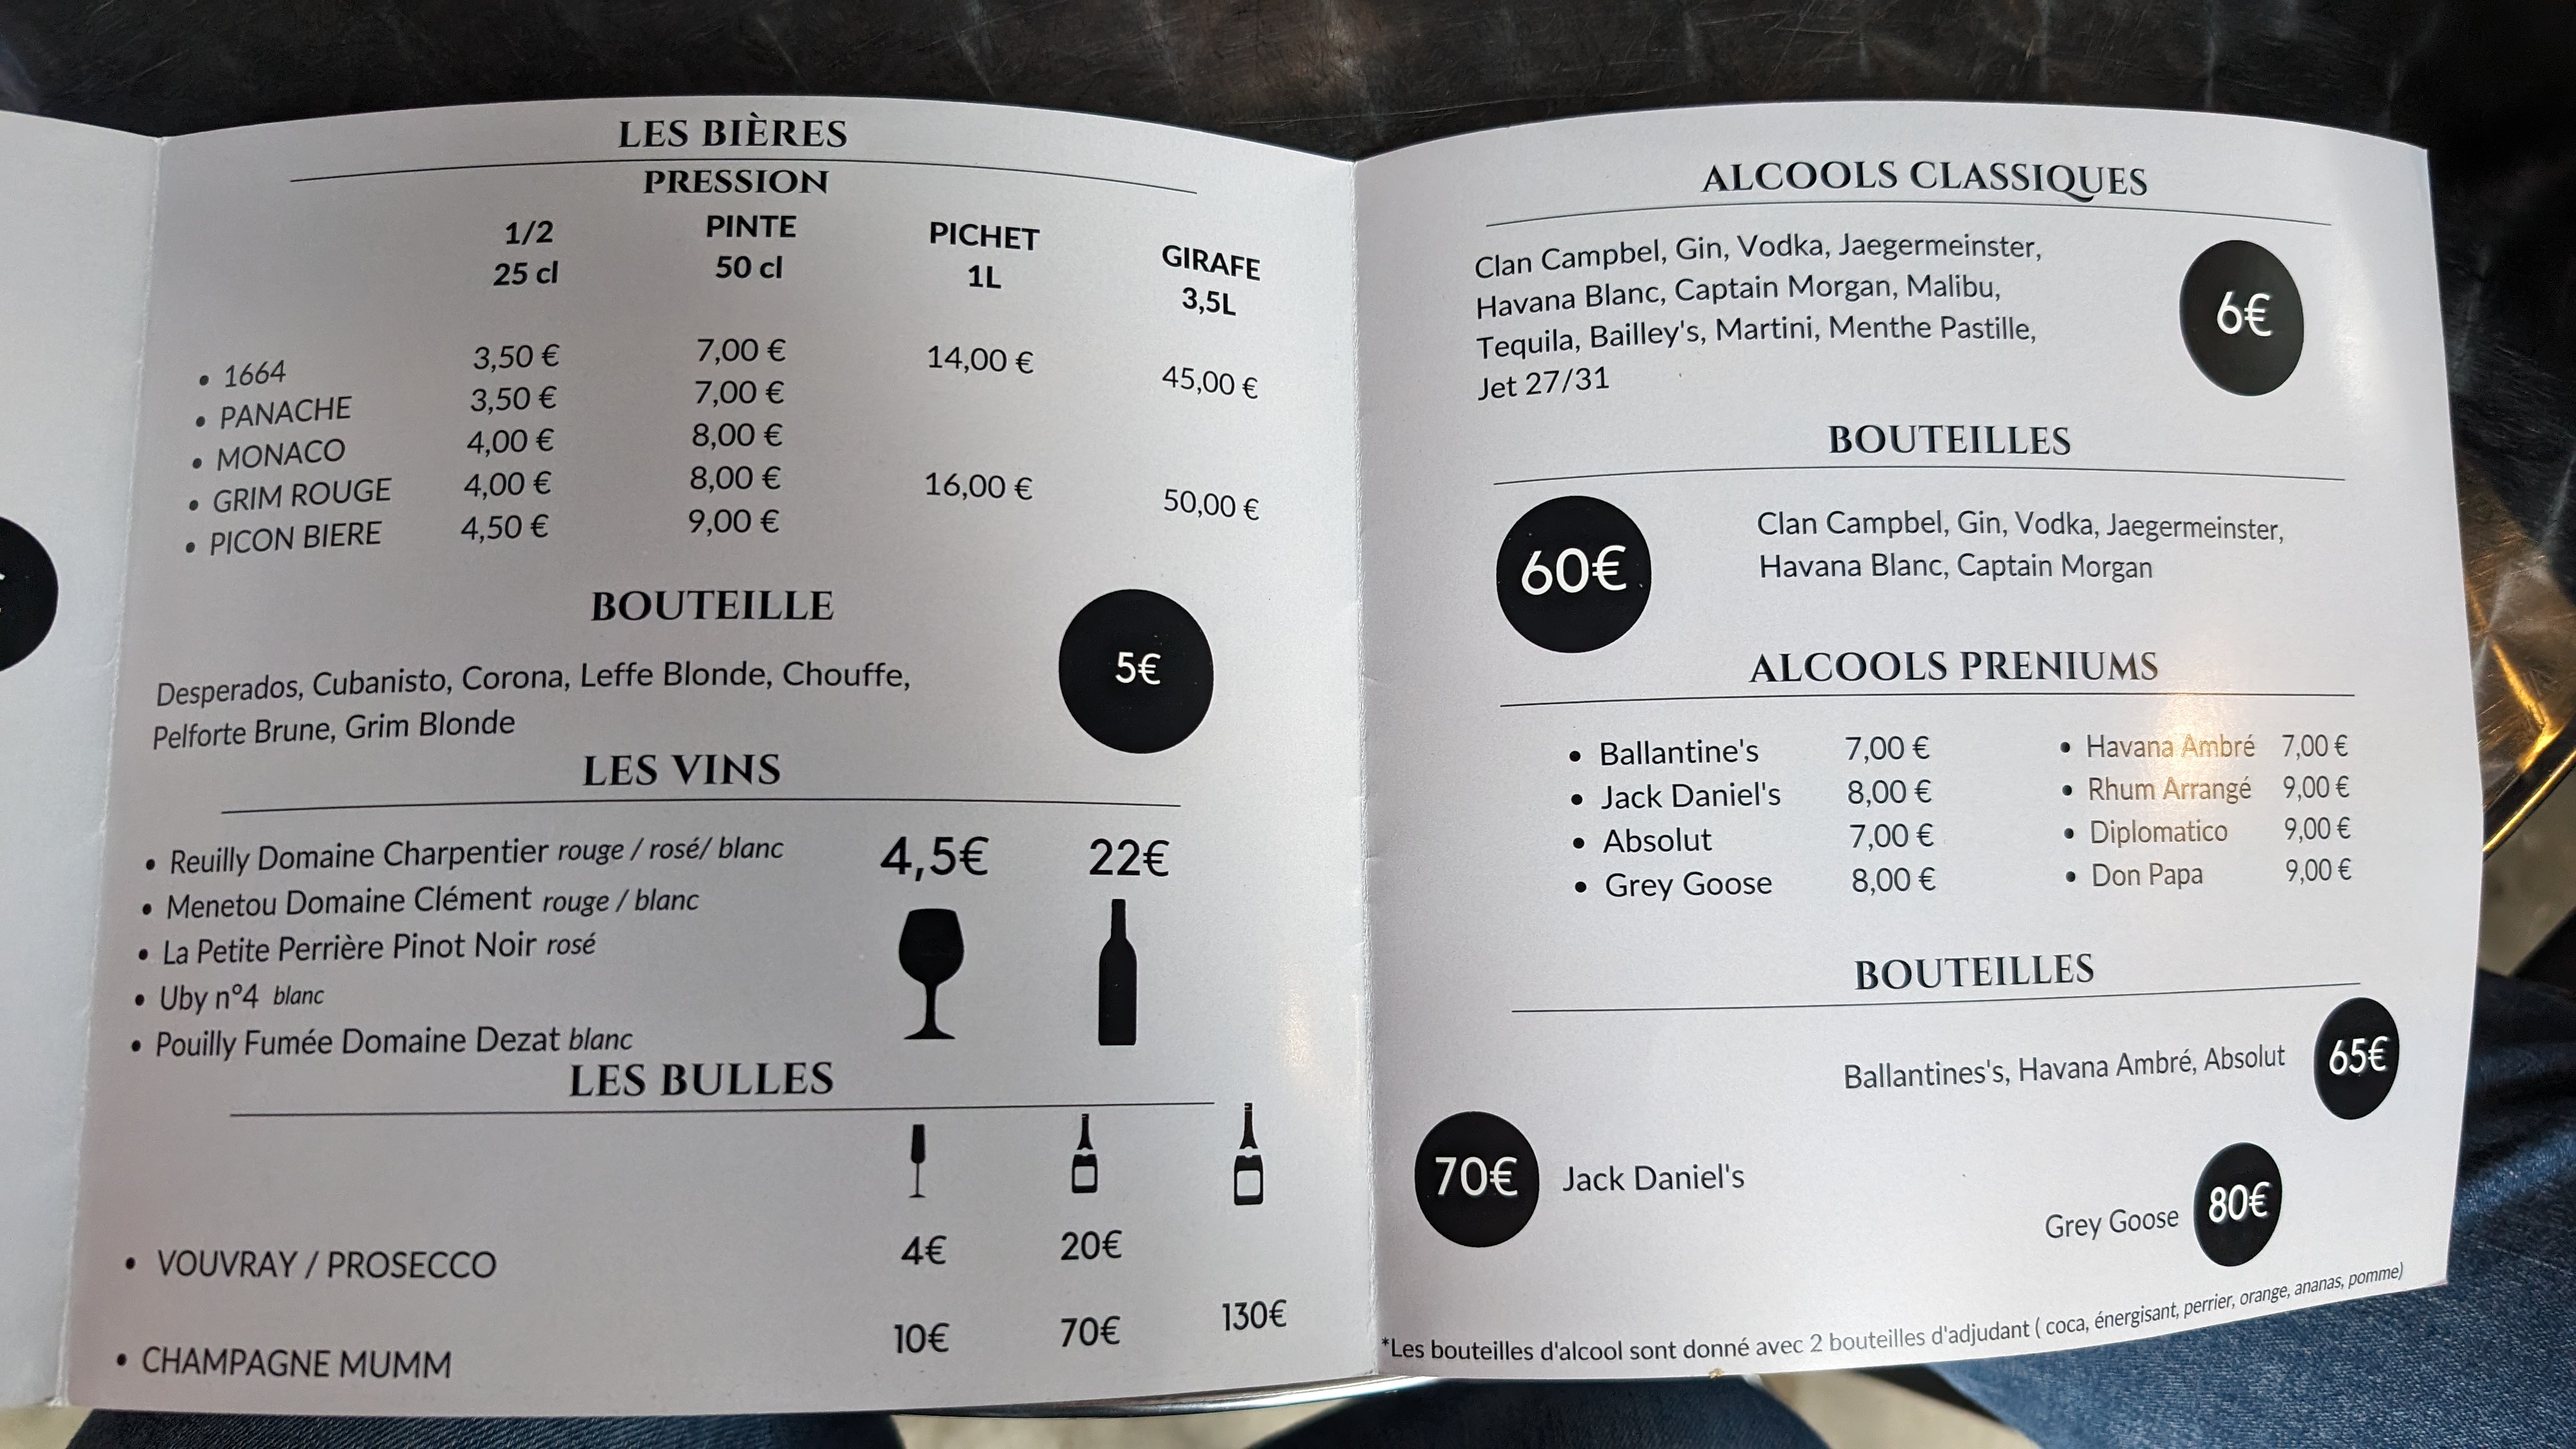 LES BIÈRES
PRESSION
1/2 PINTE PICHET GIRAFE
25 cl 50 cl 1L 3,5L
• 1664 3,50 € 7,00 € 14,00 € 45,00 €
• PANACHE 3,50 € 7,00 €
• MONACO 4,00 € 8,00 €
• GRIM ROUGE 4,00 € 8,00 € 16,00 € 50,00 €
• PICON BIERE 4,50 € 9,00 €
BOUTEILLE
Desperados, Cubanisto, Corona, Leffe Blonde, Chouffe,
Pelforte Brune, Grim Blonde
5€
LES VINS
• Reuilly Domaine Charpentier rouge / rosé/ blanc 4,5€ 22€
• Menetou Domaine Clément rouge / blanc
• La Petite Perrière Pinot Noir rosé
• Uby n°4 blanc
• Pouilly Fumée Domaine Dezat blanc
LES BULLES
• VOUVRAY / PROSECCO 4€ 20€
• CHAMPAGNE MUMM 10€ 70€ 130€
ALCOOLS CLASSIQUES
Clan Campbel, Gin, Vodka, Jaegermeinster,
Havana Blanc, Captain Morgan, Malibu,
Tequila, Bailley's, Martini, Menthe Pastille,
Jet 27/31
6€
BOUTEILLES
60€
Clan Campbel, Gin, Vodka, Jaegermeinster,
Havana Blanc, Captain Morgan
ALCOOLS PRENIUMS
• Ballantine's 7,00 € • Havana Ambré 7,00 €
• Jack Daniel's 8,00 € • Rhum Arrangé 9,00 €
• Absolut 7,00 € • Diplomatico 9,00 €
• Grey Goose 8,00 € • Don Papa 9,00 €
BOUTEILLES
Ballantines's, Havana Ambré, Absolut 65€
70€ Jack Daniel's
Grey Goose 80€
*Les bouteilles d'alcool sont donné avec 2 bouteilles d'adjudant ( coca, énergisant, perrier, orange, ananas, pomme)